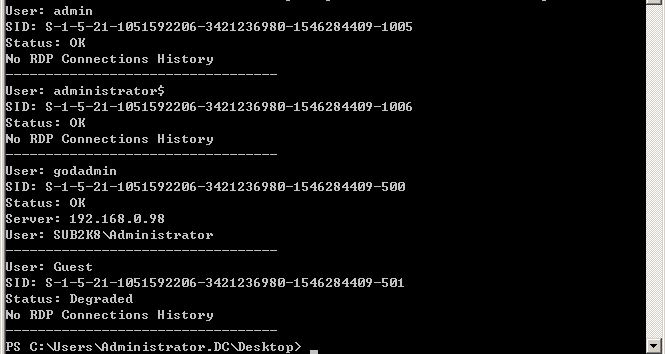 User: admin
SID: S-1-5-21-1051592206-3421236980-1546284409-1005
Status: OK
No RDP Connections History
----------------------------------
User: administrator$
SID: S-1-5-21-1051592206-3421236980-1546284409-1006
Status: OK
No RDP Connections History
----------------------------------
User: godadmin
SID: S-1-5-21-1051592206-3421236980-1546284409-500
Status: OK
Server: 192.168.0.98
User: SUB2K8\Administrator
----------------------------------
User: Guest
SID: S-1-5-21-1051592206-3421236980-1546284409-501
Status: Degraded
No RDP Connections History
----------------------------------
PS C:\Users\Administrator.DC\Desktop> _